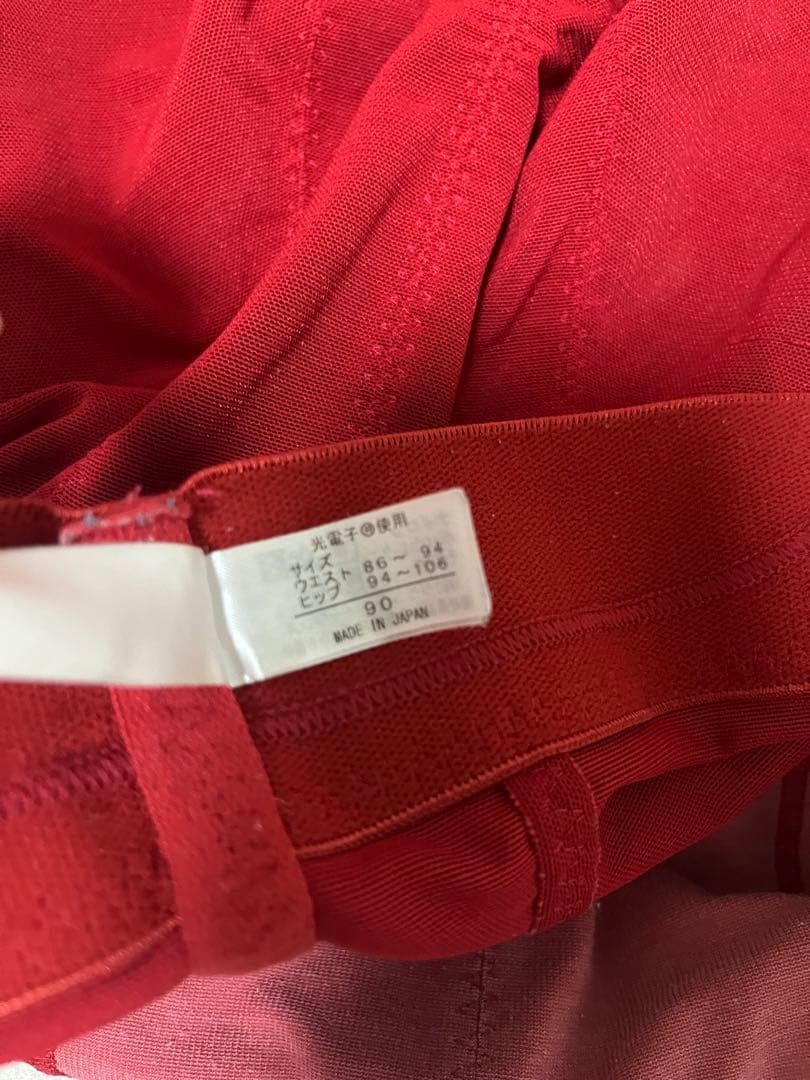 光電子®使用
サイズ
ウエスト 86～94
ヒップ 94～106
90
MADE IN JAPAN